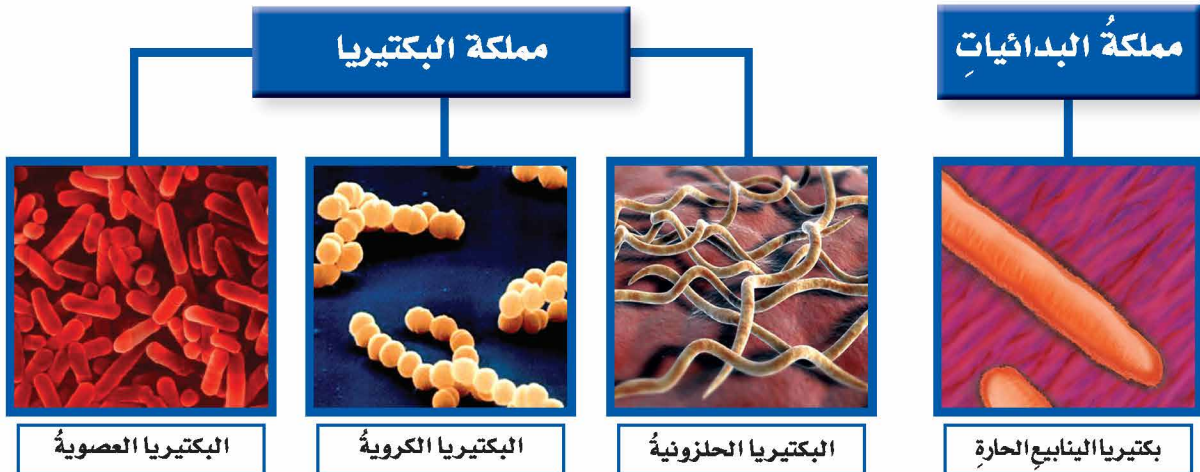 مملكةُ البدائياتِ
مملكة البكتيريا
بكتيريا الينابيعِ الحارةِ
البكتيريا الحلزونيةُ
البكتيريا الكرويةُ
البكتيريا العصويةُ